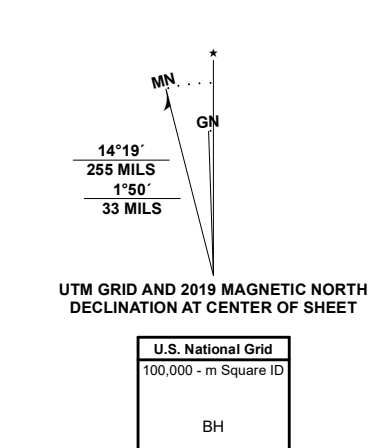 MN
GN
14°19´
255 MILS
1°50´
33 MILS
UTM GRID AND 2019 MAGNETIC NORTH
DECLINATION AT CENTER OF SHEET
U.S. National Grid
100,000 - m Square ID
BH